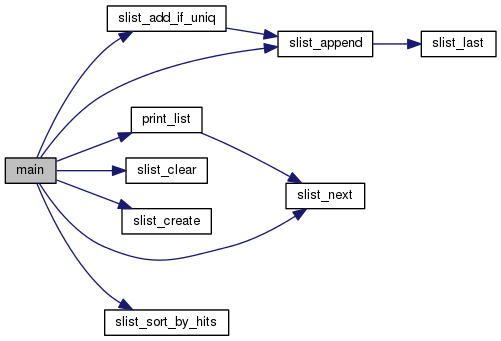 slist_add_if_uniq
slist_append
slist_last
print_list
main
slist_clear
slist_next
slist_create
slist_sort_by_hits